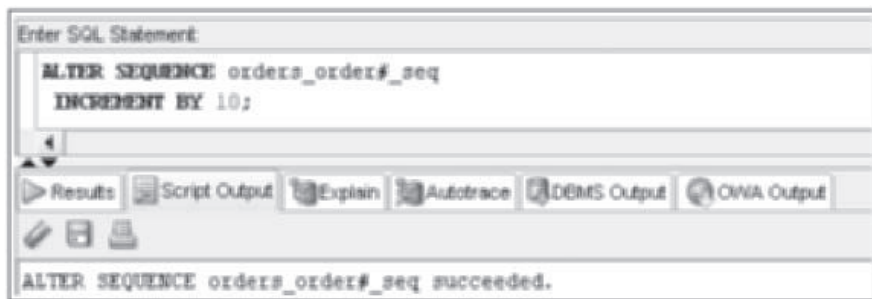 Enter SQL Statement:
ALTER SEQUENCE orders_order#_seq
INCREMENT BY 10;
Results Script Output Explain Autotrace DBMS Output OWA Output
ALTER SEQUENCE orders_order#_seq succeeded.